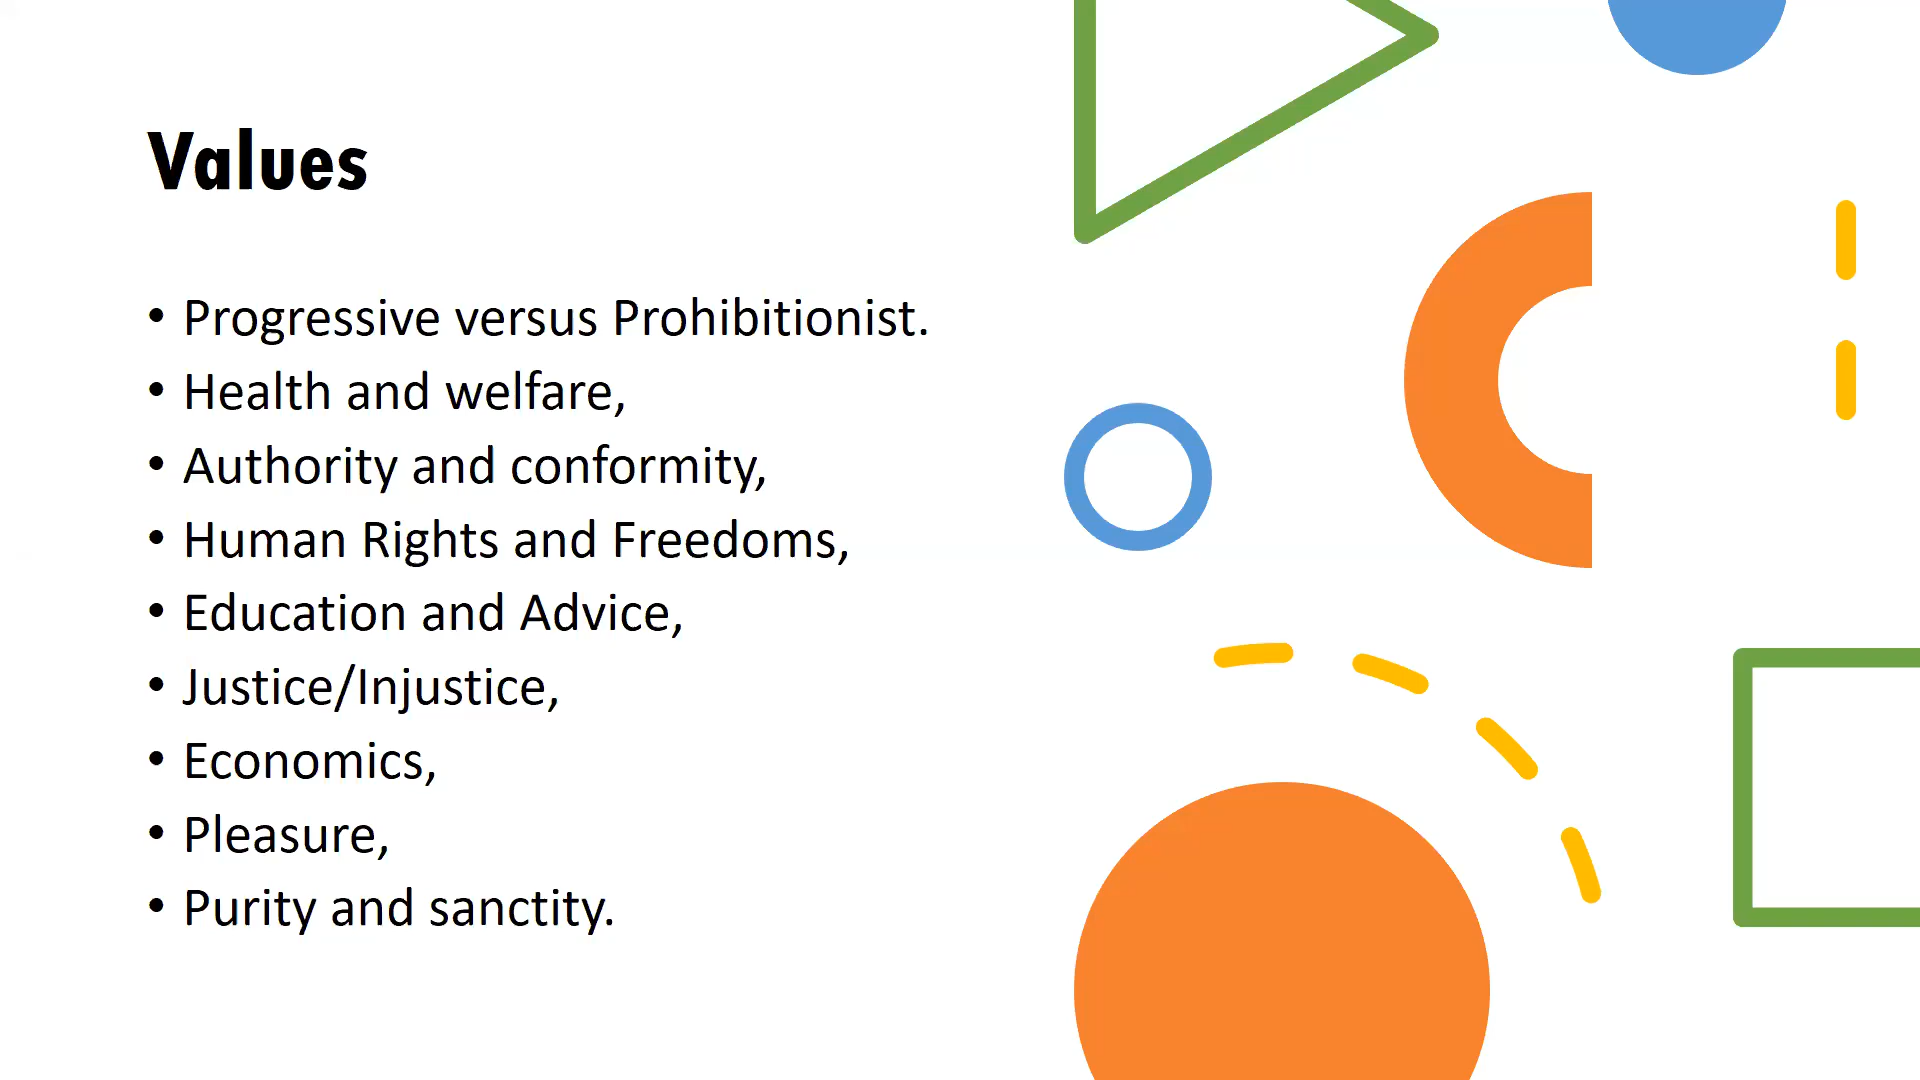 Values
• Progressive versus Prohibitionist.
• Health and welfare,
• Authority and conformity,
• Human Rights and Freedoms,
• Education and Advice,
• Justice/Injustice,
• Economics,
• Pleasure,
• Purity and sanctity.